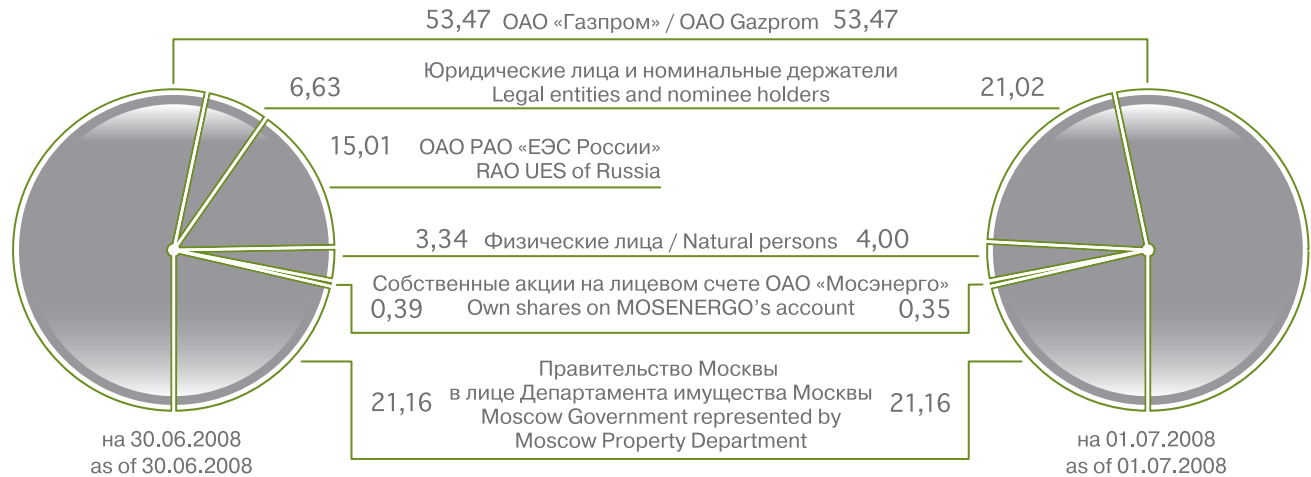 53,47 ОАО «Газпром» / OAO Gazprom 53,47
Юридические лица и номинальные держатели
6,63 Legal entities and nominee holders 21,02
15,01 ОАО РАО «ЕЭС России»
RAO UES of Russia
3,34 Физические лица / Natural persons 4,00
Собственные акции на лицевом счете ОАО «Мосэнерго»
0,39 Own shares on MOSENERGO’s account 0,35
Правительство Москвы
21,16 в лице Департамента имущества Москвы 21,16
Moscow Government represented by
Moscow Property Department
на 30.06.2008
as of 30.06.2008
на 01.07.2008
as of 01.07.2008